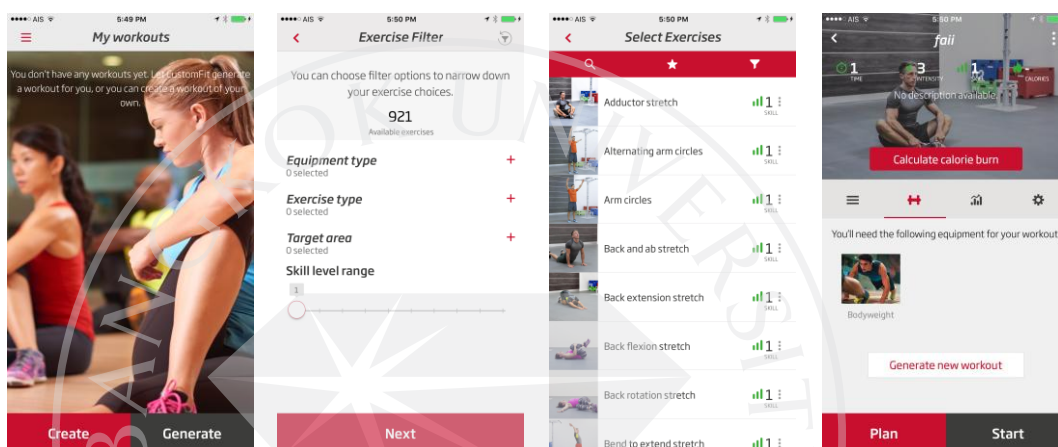 AIS 5:49 PM
My workouts
You don't have any workouts yet. Let CustomFit generate
a workout for you, or you can create a workout of your
own.
Create Generate
AIS 5:50 PM
Exercise Filter
You can choose filter options to narrow down
your exercise choices.
921
Available exercises
Equipment type +
0 selected
Exercise type +
0 selected
Target area +
0 selected
Skill level range
1
Next
AIS 5:50 PM
Select Exercises
Adductor stretch 1
SKILL
Alternating arm circles 1
SKILL
Arm circles 1
SKILL
Back and ab stretch 1
SKILL
Back extension stretch 1
SKILL
Back flexion stretch 1
SKILL
Back rotation stretch 1
SKILL
Bend to extend stretch 1
AIS 5:50 PM
faii
1 3 1 -
TIME INTENSITY SKILL CALORIES
No description available.
Calculate calorie burn
You'll need the following equipment for your workout
Bodyweight
Generate new workout
Plan Start
BANGKOK UNIVERSITY